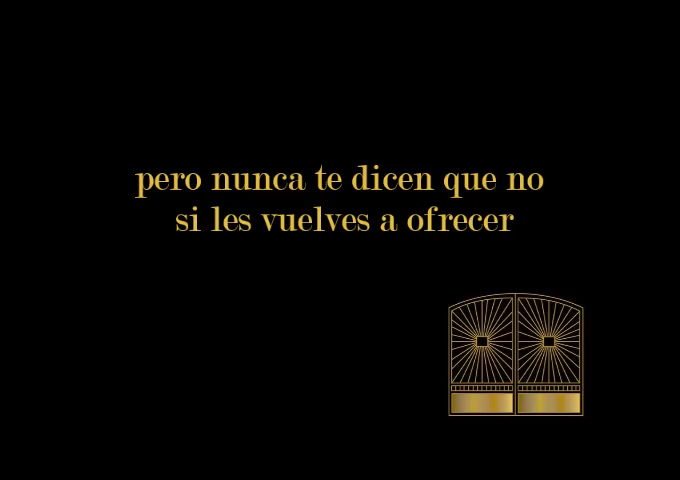 pero nunca te dicen que no
si les vuelves a ofrecer